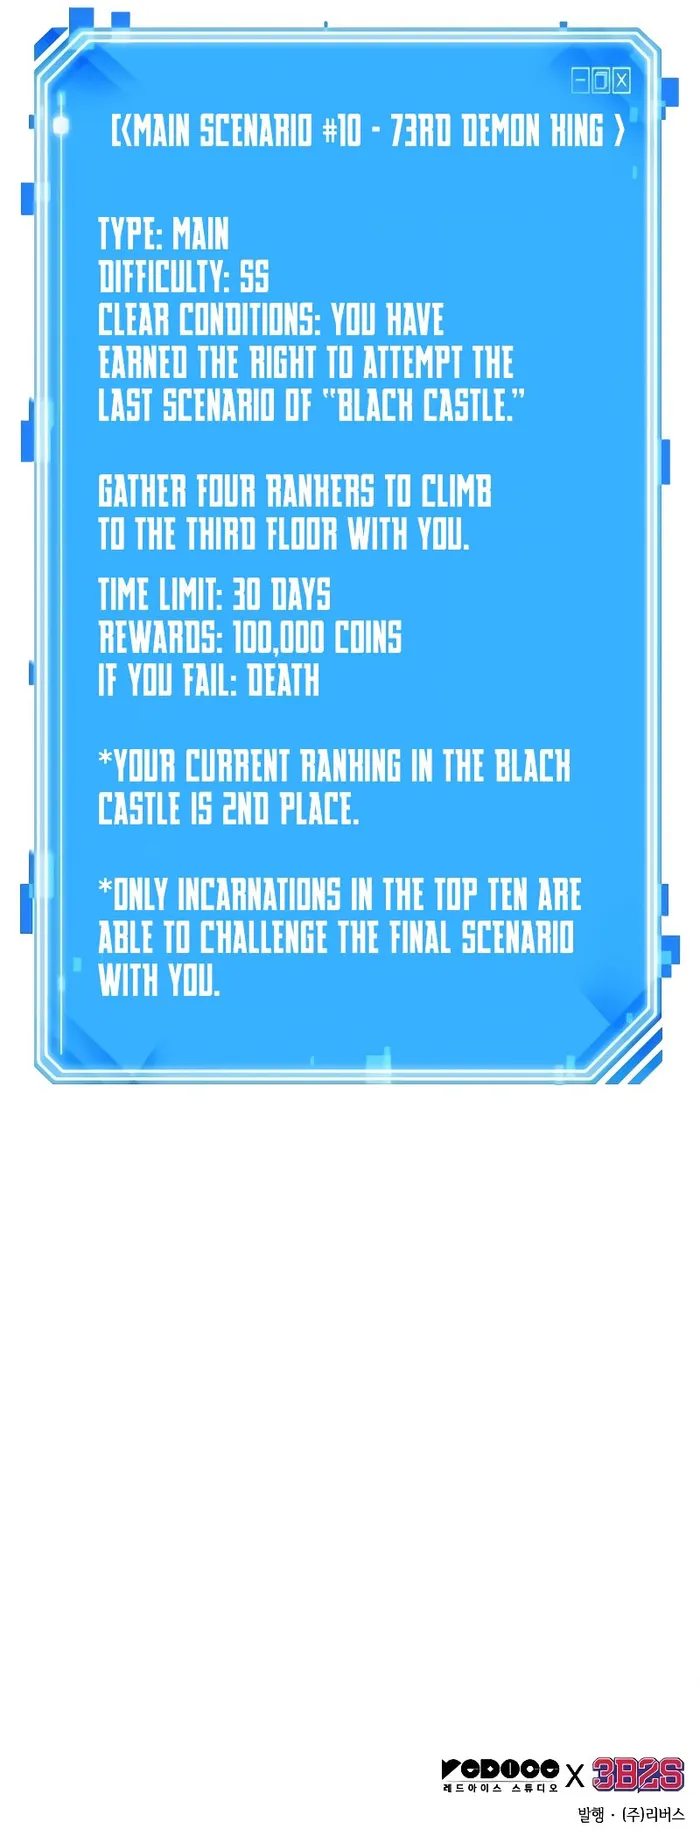 [<MAIN SCENARIO #10 - 73RD DEMON KING >
TYPE: MAIN
DIFFICULTY: SS
CLEAR CONDITIONS: YOU HAVE
EARNED THE RIGHT TO ATTEMPT THE
LAST SCENARIO OF “BLACK CASTLE.”
GATHER FOUR RANKERS TO CLIMB
TO THE THIRD FLOOR WITH YOU.
TIME LIMIT: 30 DAYS
REWARDS: 100,000 COINS
IF YOU FAIL: DEATH
*YOUR CURRENT RANKING IN THE BLACK
CASTLE IS 2ND PLACE.
*ONLY INCARNATIONS IN THE TOP TEN ARE
ABLE TO CHALLENGE THE FINAL SCENARIO
WITH YOU.
REDICE X 3B2S
레드아이스 스튜디오
발행 · (주)리버스